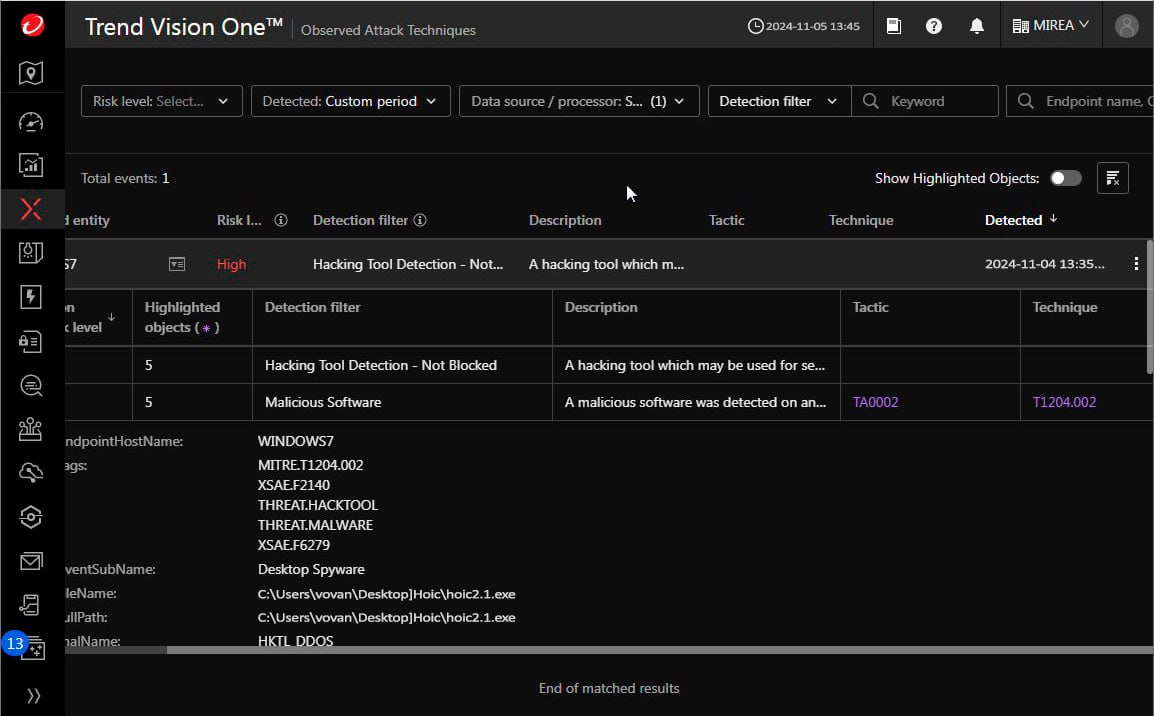 Trend Vision One™ Observed Attack Techniques 2024-11-05 13:45 MIREA
Risk level: Select... Detected: Custom period Data source / processor: S... (1) Detection filter Keyword Endpoint name,
Total events: 1 Show Highlighted Objects:
d entity Risk l... Detection filter Description Tactic Technique Detected
S7 High Hacking Tool Detection - Not... A hacking tool which m... 2024-11-04 13:35...
on Highlighted Detection filter Description Tactic Technique
k level objects ( * )
5 Hacking Tool Detection - Not Blocked A hacking tool which may be used for se...
5 Malicious Software A malicious software was detected on an... TA0002 T1204.002
ndpointHostName: WINDOWS7
ags: MITRE.T1204.002
XSAE.F2140
THREAT.HACKTOOL
THREAT.MALWARE
XSAE.F6279
ventSubName: Desktop Spyware
leName: C:\Users\vovan\Desktop]Hoic\hoic2.1.exe
ullPath: C:\Users\vovan\Desktop]Hoic\hoic2.1.exe
nalName: HKTL_DDOS
13
End of matched results